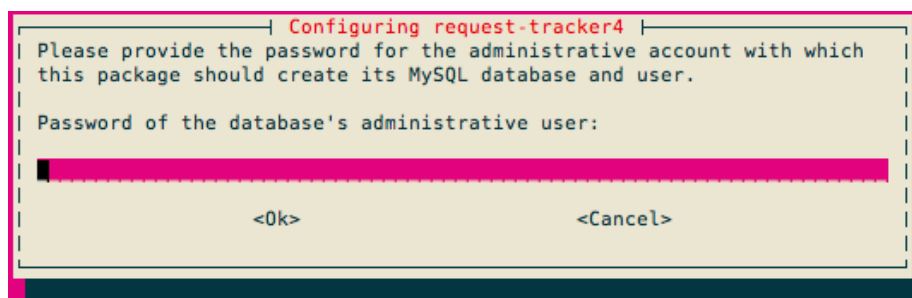 Configuring request-tracker4
Please provide the password for the administrative account with which
this package should create its MySQL database and user.
Password of the database's administrative user:
<Ok> <Cancel>